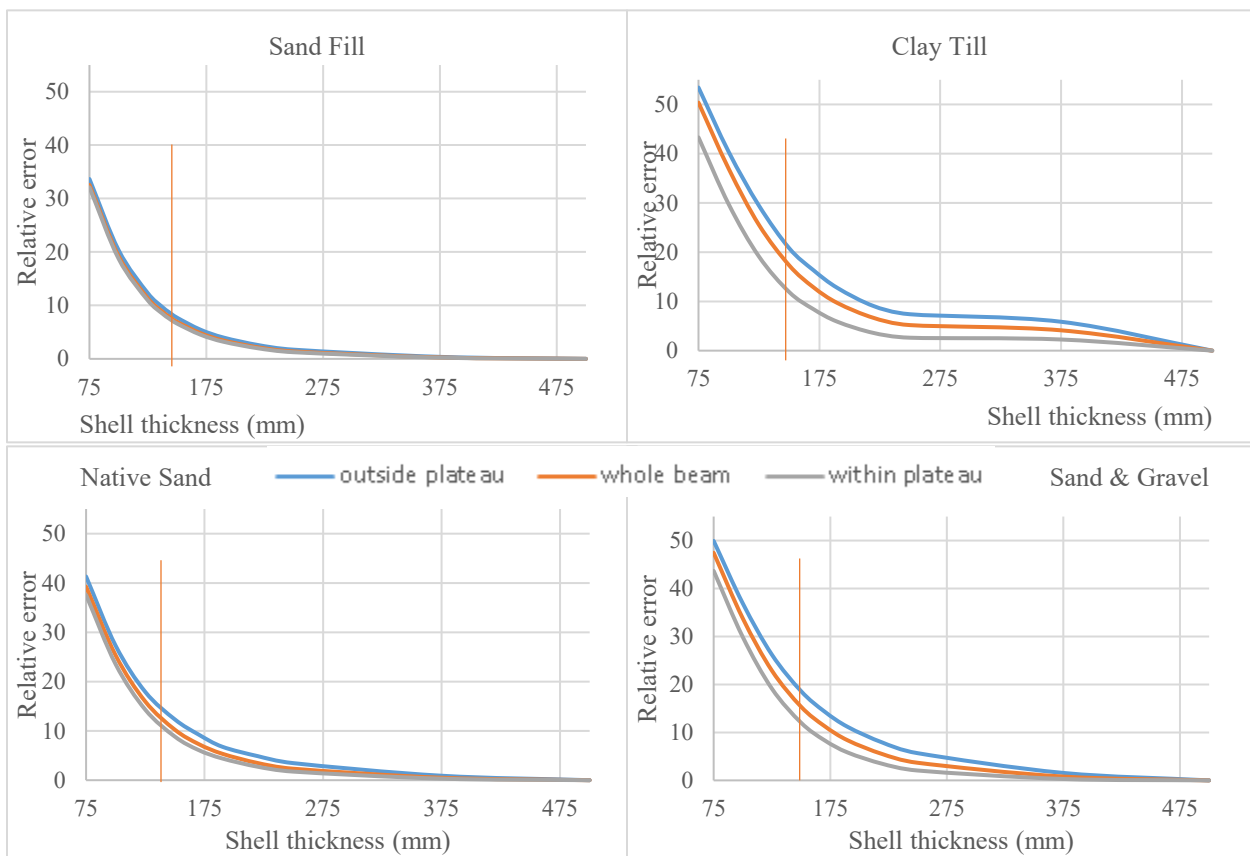 Sand Fill
Relative error
50
40
30
20
10
0
75 175 275 375 475
Shell thickness (mm)
Clay Till
Relative error
50
40
30
20
10
0
75 175 275 375 475
Shell thickness (mm)
Native Sand outside plateau whole beam within plateau Sand & Gravel
Relative error
50
40
30
20
10
0
75 175 275 375 475
Shell thickness (mm)
Relative error
50
40
30
20
10
0
75 175 275 375 475
Shell thickness (mm)